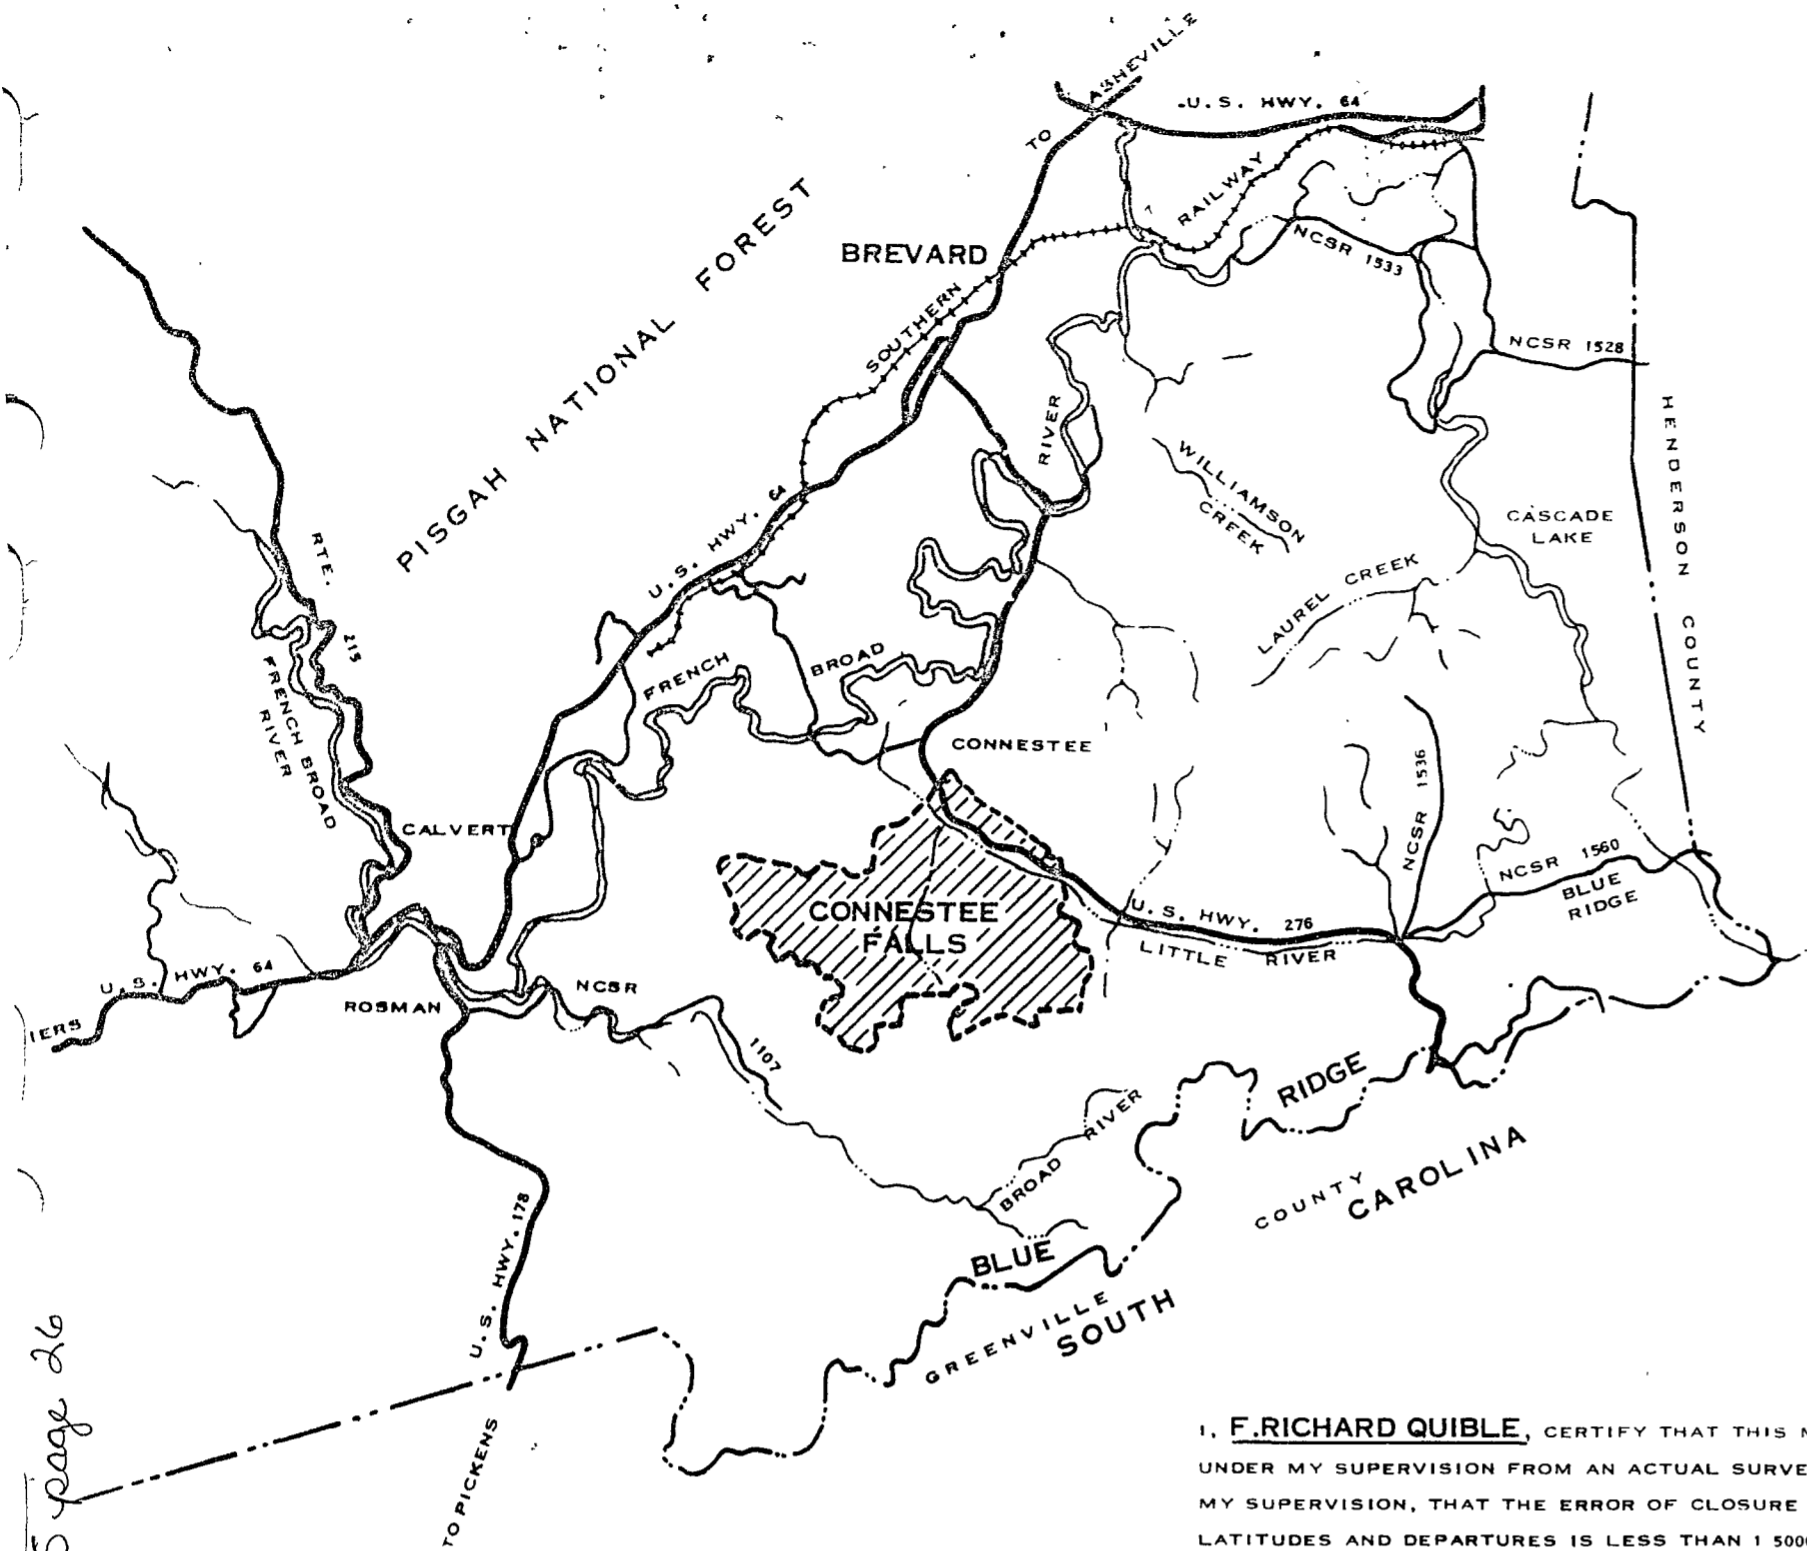 TO ASHEVILLE
U.S. HWY. 64
RAILWAY
NCSR 1533
BREVARD
SOUTHERN
PISGAH NATIONAL FOREST
NCSR 1528
HENDERSON COUNTY
RIVER
WILLIAMSON
CREEK
CASCADE
LAKE
U.S. HWY. 64
RTE. 215
LAUREL CREEK
FRENCH BROAD
FRENCH BROAD
RIVER
CONNESTEE
NCSR 1536
CALVERT
NCSR 1560
BLUE
RIDGE
CONNESTEE
FALLS
U.S. HWY. 276
LITTLE RIVER
U.S. HWY. 64
IERS
ROSMAN
NCSR 1107
BROAD RIVER
BLUE RIDGE
GREENVILLE COUNTY
SOUTH CAROLINA
U.S. HWY. 178
TO PICKENS
5 page 26
I, F.RICHARD QUIBLE, CERTIFY THAT THIS M
UNDER MY SUPERVISION FROM AN ACTUAL SURVE
MY SUPERVISION, THAT THE ERROR OF CLOSURE
LATITUDES AND DEPARTURES IS LESS THAN 1 500